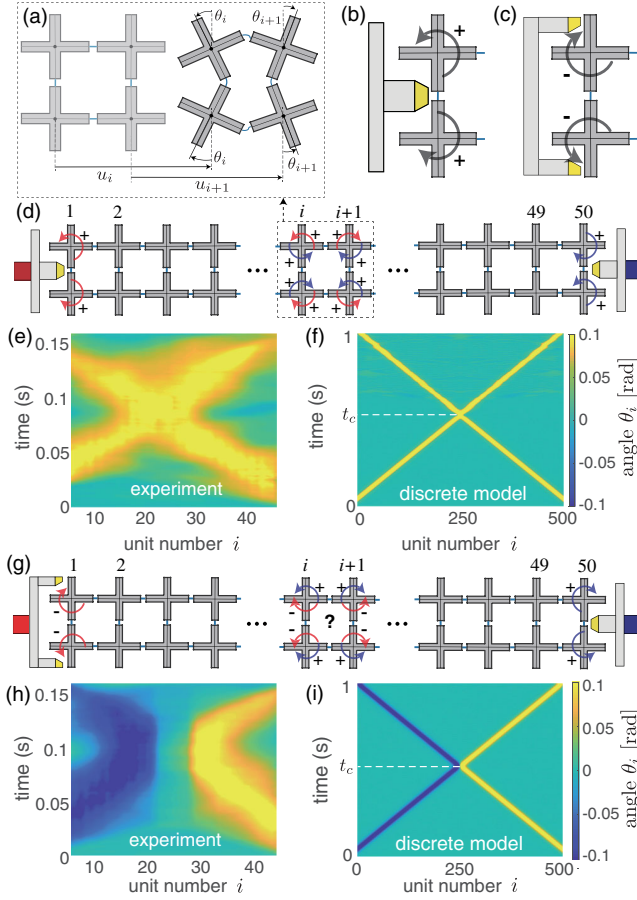 (a)
θi
θi+1
θi
θi+1
ui
ui+1
(b)
+
+
(c)
-
-
(d)
1
2
i
i+1
49
50
+
+
+
+
+
+
...
...
+
+
+
+
+
+
(e)
0.15
0.1
0.05
0
time (s)
experiment
10
20
30
40
unit number i
(f)
1
tc
0
time (s)
discrete model
0
250
500
unit number i
0.1
0.05
0
-0.05
-0.1
angle θi [rad]
(g)
1
2
i
i+1
49
50
-
-
-
+
+
-
+
...
?
...
-
-
-
+
+
+
(h)
0.15
0.1
0.05
0
time (s)
experiment
10
20
30
40
unit number i
(i)
1
tc
0
time (s)
discrete model
0
250
500
unit number i
0.1
0.05
0
-0.05
-0.1
angle θi [rad]